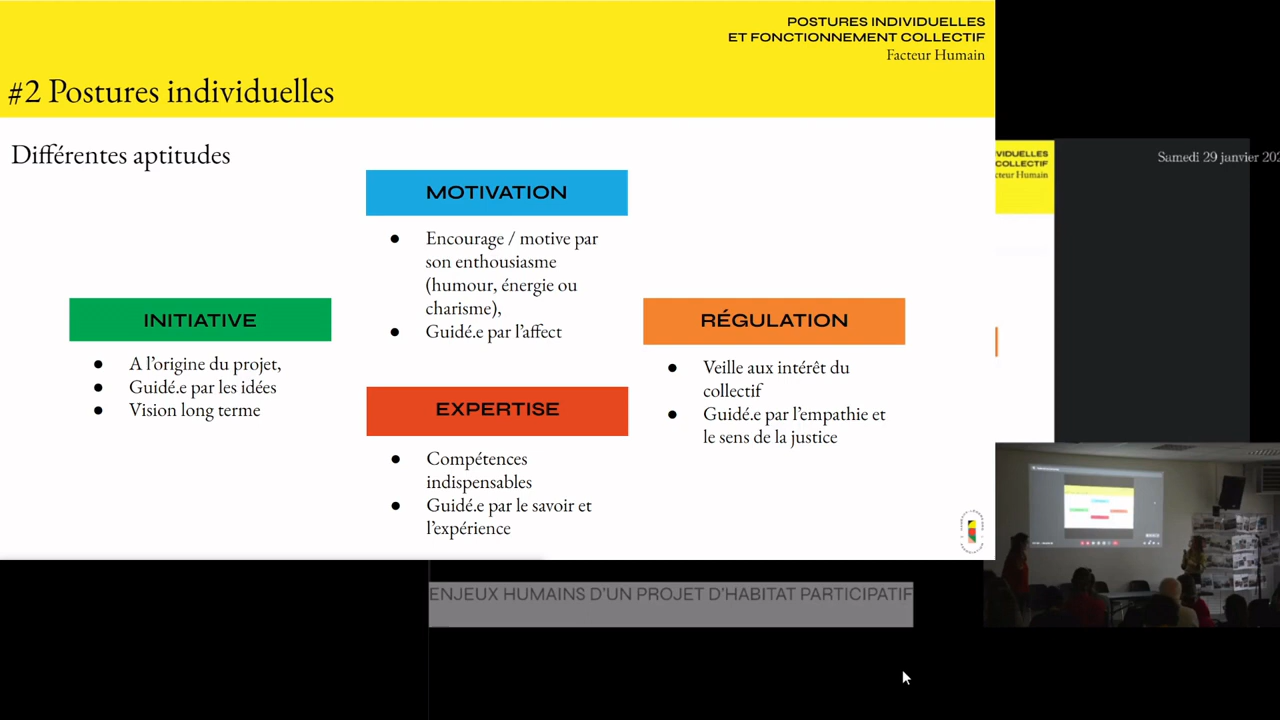 POSTURES INDIVIDUELLES
ET FONCTIONNEMENT COLLECTIF
Facteur Humain
#2 Postures individuelles
Différentes aptitudes
MOTIVATION
● Encourage / motive par
son enthousiasme
(humour, énergie ou
charisme),
● Guidé.e par l'affect
INITIATIVE
● A l'origine du projet,
● Guidé.e par les idées
● Vision long terme
EXPERTISE
● Compétences
indispensables
● Guidé.e par le savoir et
l'expérience
RÉGULATION
● Veille aux intérêt du
collectif
● Guidé.e par l'empathie et
le sens de la justice
VIDUELLES
COLLECTIF
cteur Humain
Samedi 29 janvier 202
ENJEUX HUMAINS D'UN PROJET D'HABITAT PARTICIPATIF